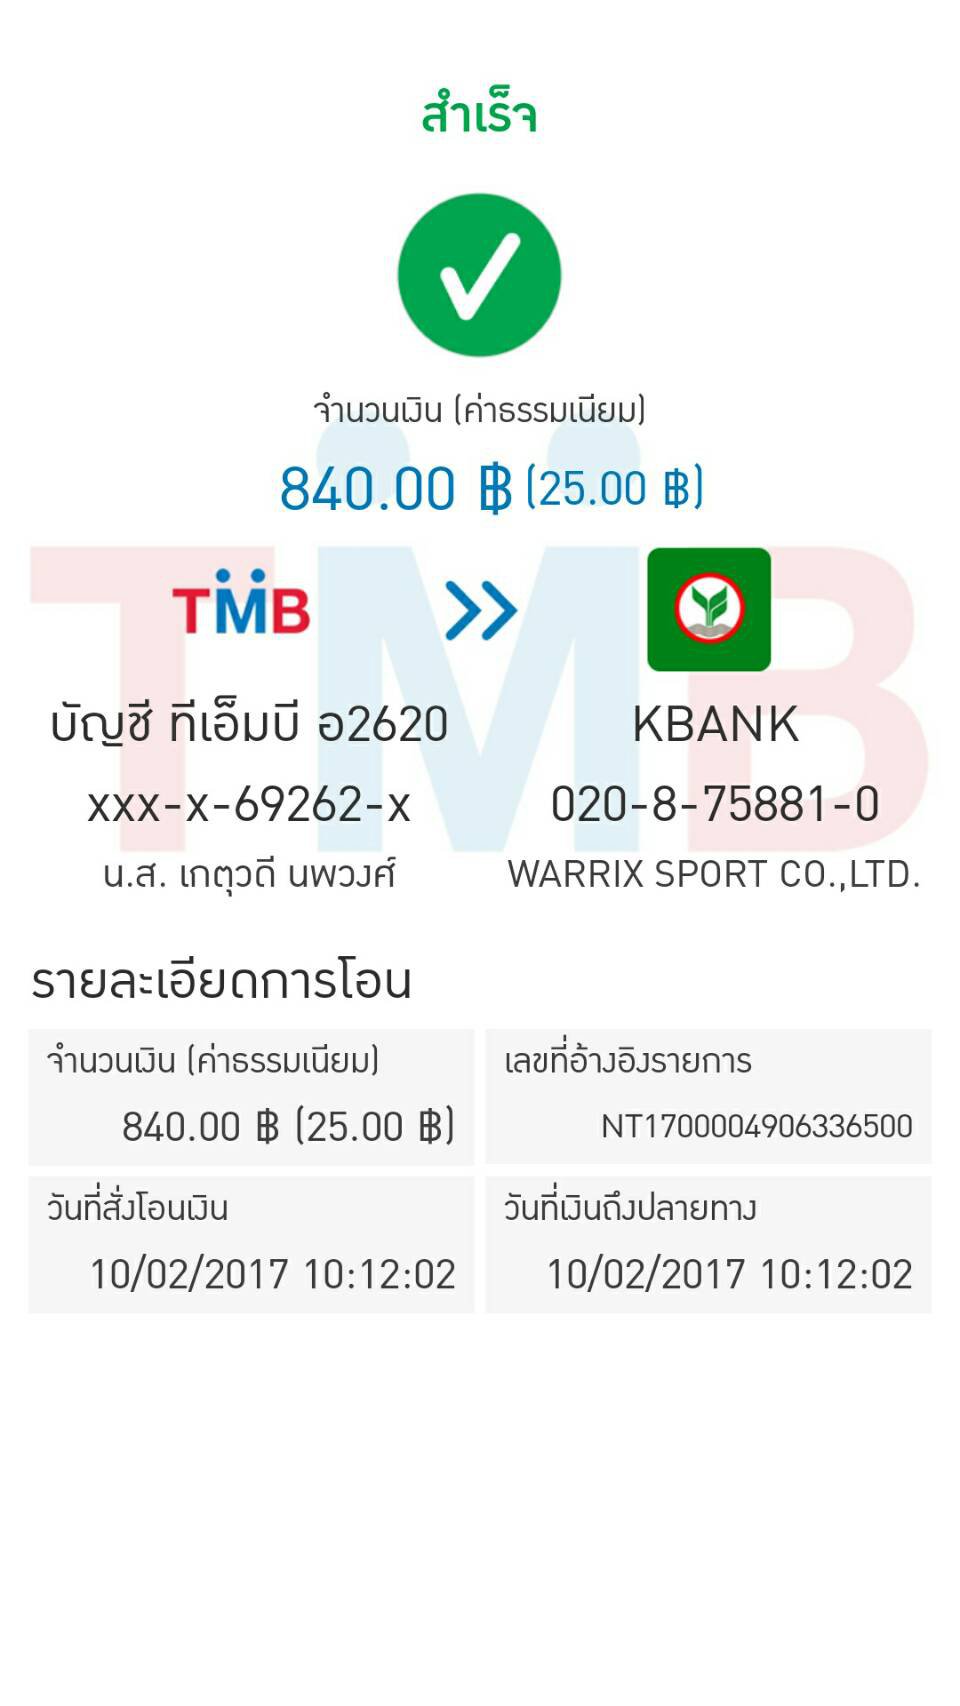 สำเร็จ
จำนวนเงิน (ค่าธรรมเนียม)
840.00 ฿ (25.00 ฿)
TMB
บัญชี ทีเอ็มบี อ2620
KBANK
xxx-x-69262-x
020-8-75881-0
น.ส. เกตุวดี นพวงศ์
WARRIX SPORT CO.,LTD.
รายละเอียดการโอน
จำนวนเงิน (ค่าธรรมเนียม)
840.00 ฿ (25.00 ฿)
เลขที่อ้างอิงรายการ
NT1700004906336500
วันที่สั่งโอนเงิน
10/02/2017 10:12:02
วันที่เงินถึงปลายทาง
10/02/2017 10:12:02
TMB